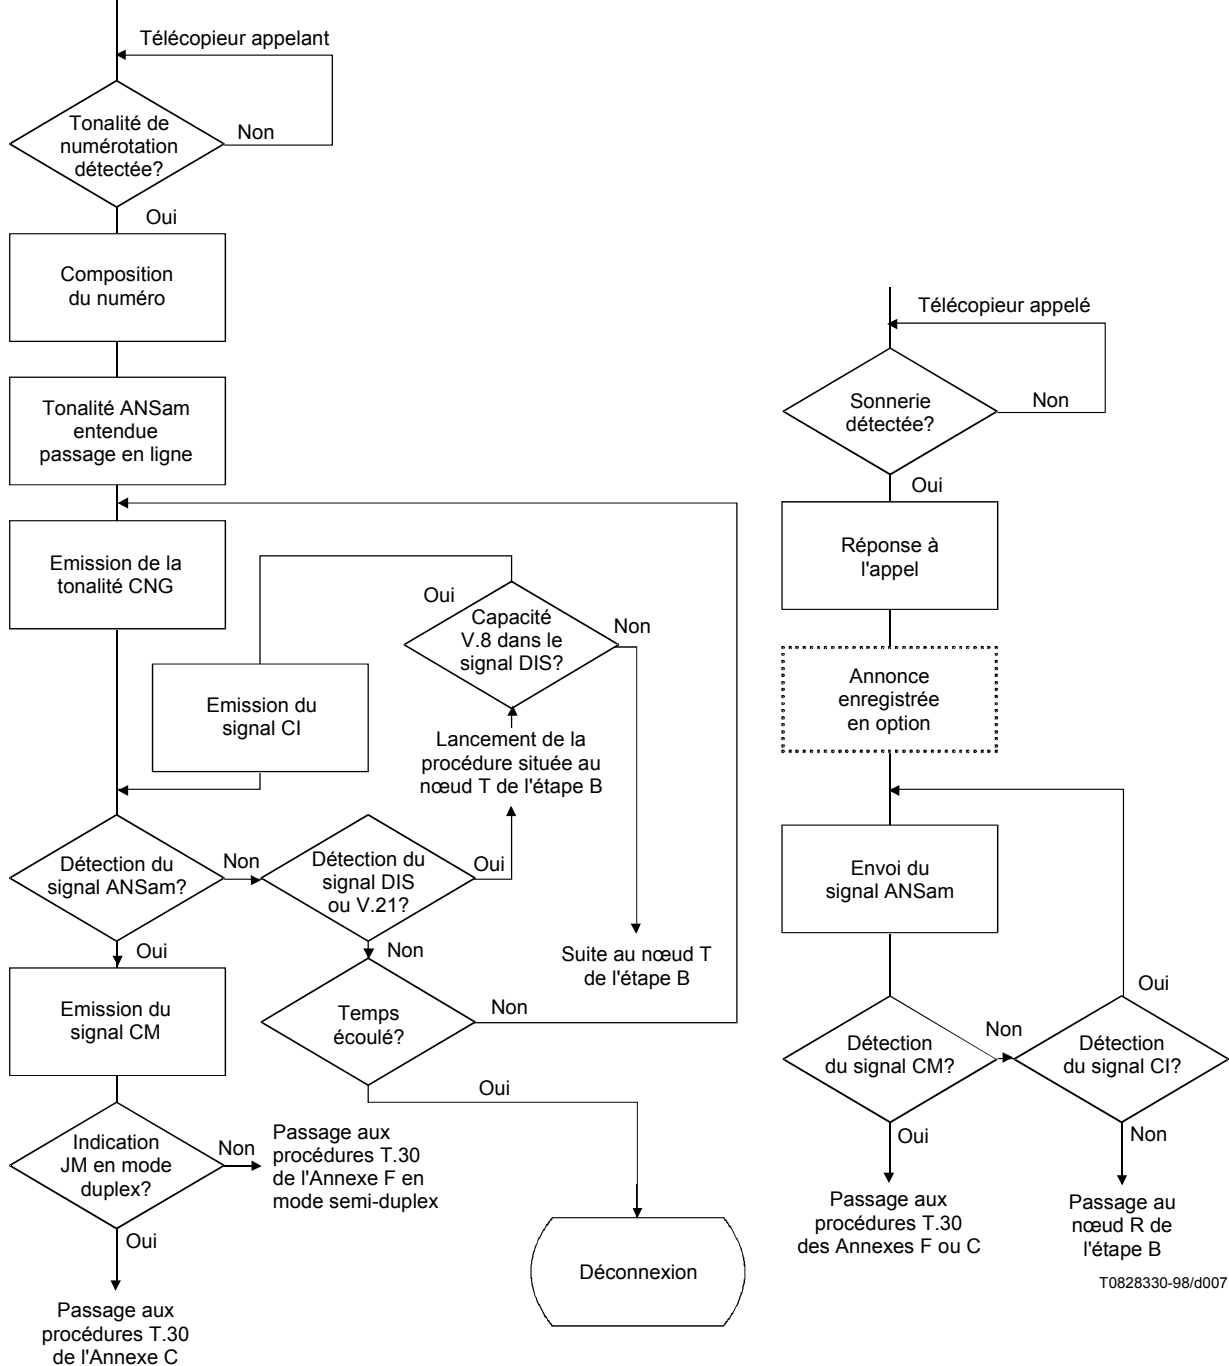 Télécopieur appelant
Tonalité de
numérotation
détectée?
Non
Oui
Composition
du numéro
Tonalité ANSam
entendue
passage en ligne
Emission de la
tonalité CNG
Emission du
signal CI
Oui
Capacité
V.8 dans le
signal DIS?
Non
Lancement de la
procédure située au
nœud T de l'étape B
Détection du
signal ANSam?
Non
Détection du
signal DIS
ou V.21?
Oui
Suite au nœud T
de l'étape B
Oui
Non
Emission du
signal CM
Temps
écoulé?
Non
Oui
Indication
JM en mode
duplex?
Non
Passage aux
procédures T.30
de l'Annexe F en
mode semi-duplex
Oui
Déconnexion
Passage aux
procédures T.30
de l'Annexe C
Télécopieur appelé
Sonnerie
détectée?
Non
Oui
Réponse à
l'appel
Annonce
enregistrée
en option
Envoi du
signal ANSam
Oui
Détection
du signal CM?
Non
Détection
du signal CI?
Oui
Non
Passage aux
procédures T.30
des Annexes F ou C
Passage au
nœud R de
l'étape B
T0828330-98/d007